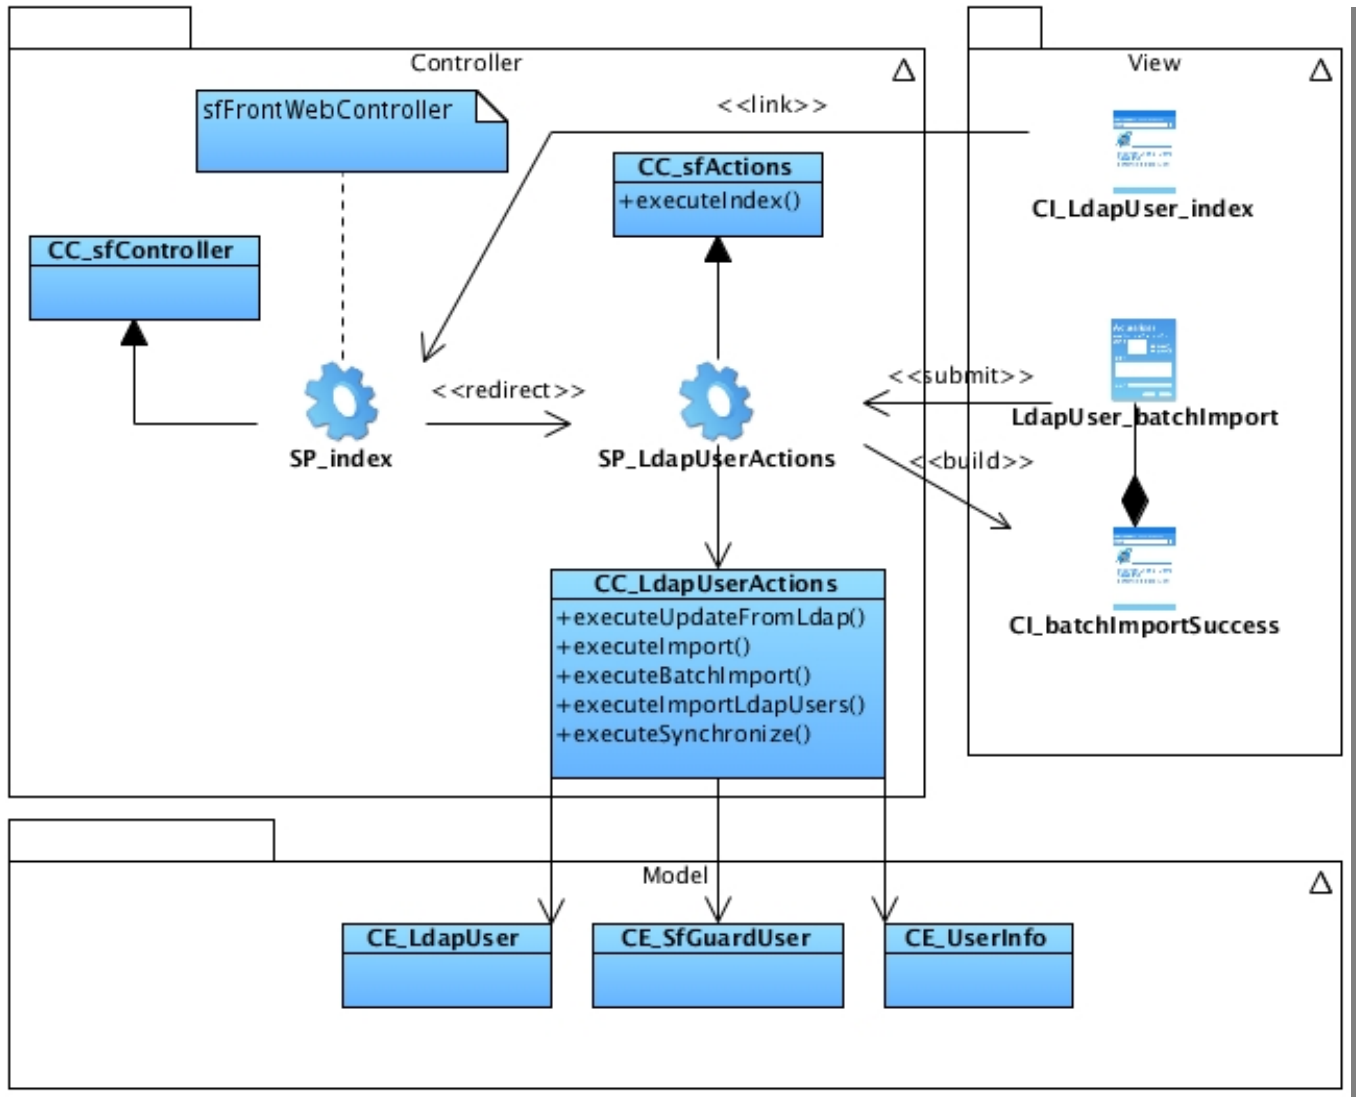 Controller
View
sfFrontWebController
<<link>>
CC_sfActions
+executeIndex()
CI_LdapUser_index
CC_sfController
<<redirect>>
<<submit>>
LdapUser_batchImport
SP_index
SP_LdapUserActions
<<build>>
CC_LdapUserActions
+executeUpdateFromLdap()
+executeImport()
+executeBatchImport()
+executeImportLdapUsers()
+executeSynchronize()
CI_batchImportSuccess
Model
CE_LdapUser
CE_SfGuardUser
CE_UserInfo